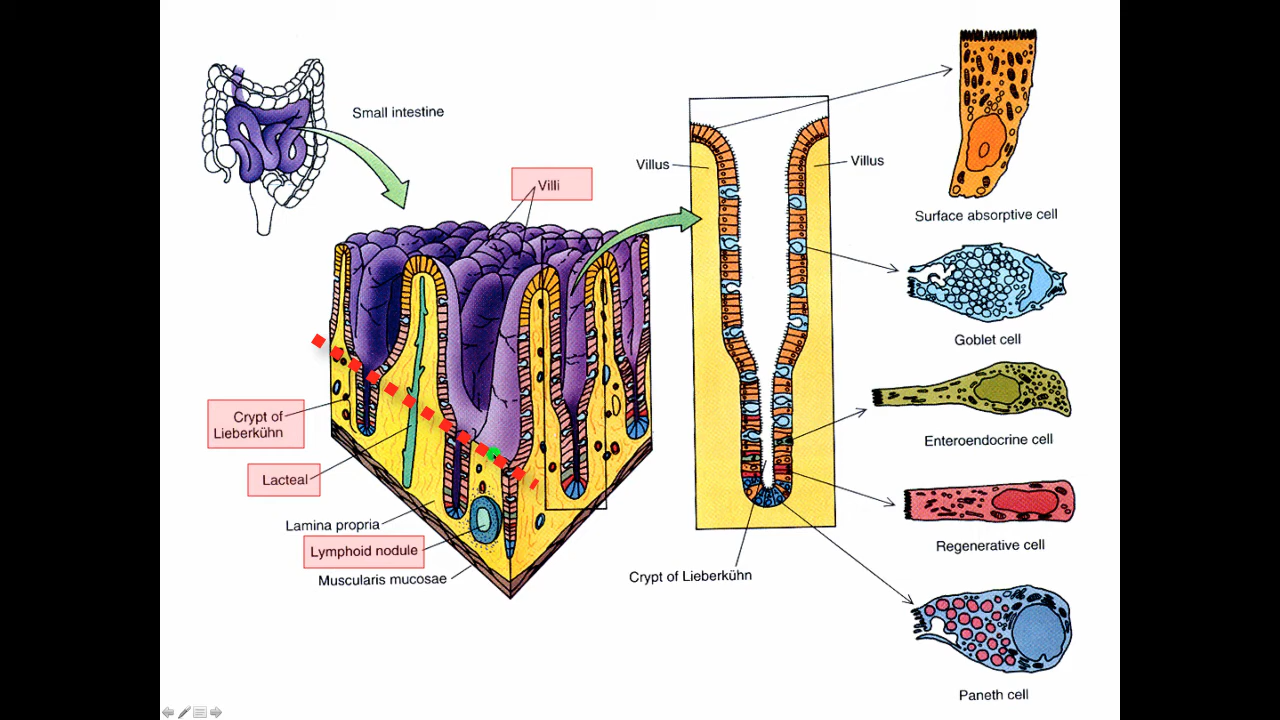 Small intestine
Villi
Villus
Villus
Surface absorptive cell
Goblet cell
Crypt of
Lieberkühn
Lacteal
Enteroendocrine cell
Lamina propria
Lymphoid nodule
Muscularis mucosae
Regenerative cell
Crypt of Lieberkühn
Paneth cell